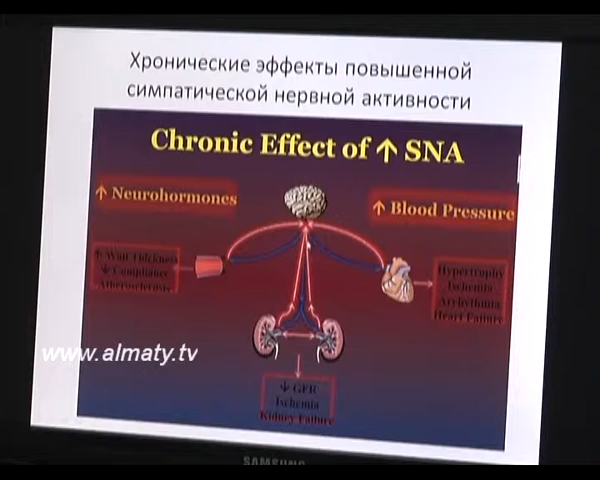 Хронические эффекты повышенной
симпатической нервной активности
Chronic Effect of ↑ SNA
↑ Neurohormones
↑ Blood Pressure
↑ Wall Thickness
↓ Compliance
Atherosclerosis
Hypertrophy
Ischemia
Arrhythmia
Heart Failure
www.almaty.tv
↓ GFR
Ischemia
Kidney Failure
SAMSUNG